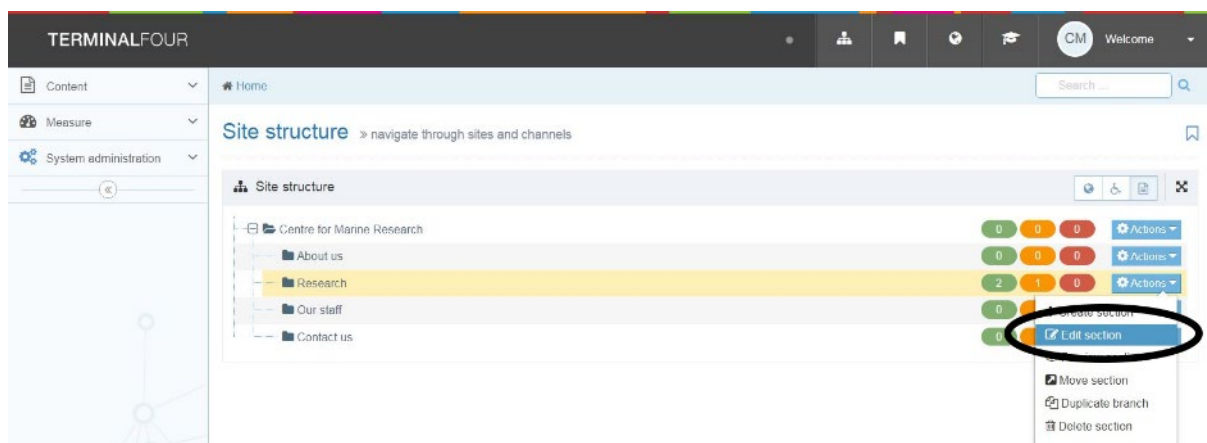 TERMINALFOUR
CM Welcome
Content
Home
Search ...
Measure
Site structure » navigate through sites and channels
System administration
Site structure
Centre for Marine Research 0 0 0 Actions
About us 0 0 0 Actions
Research 2 1 0 Actions
Our staff 0
Create section
Contact us 0
Edit section
Move section
Duplicate branch
Delete section